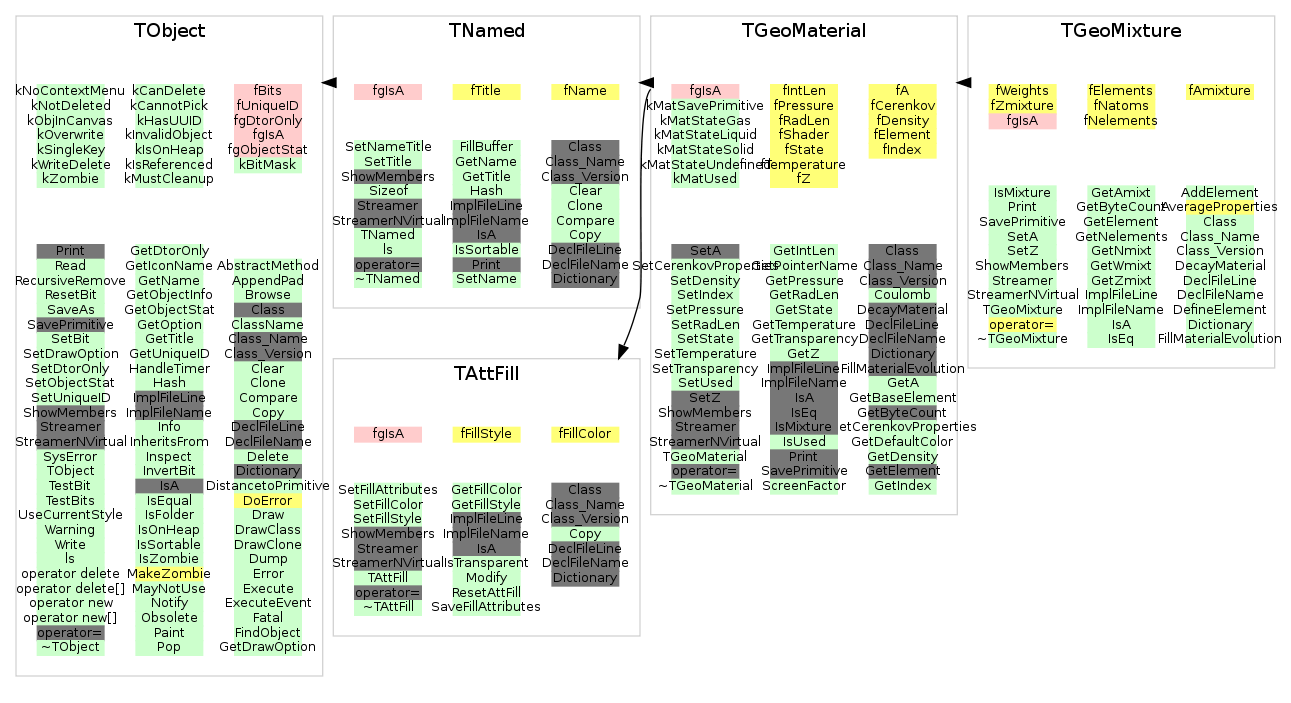 TObject
kNoContextMenu
kNotDeleted
kObjInCanvas
kOverwrite
kSingleKey
kWriteDelete
kZombie
kCanDelete
kCannotPick
kHasUUID
kInvalidObject
kIsOnHeap
kIsReferenced
kMustCleanup
fBits
fUniqueID
fgDtorOnly
fgIsA
fgObjectStat
kBitMask
Print
Read
RecursiveRemove
ResetBit
SaveAs
SavePrimitive
SetBit
SetDrawOption
SetDtorOnly
SetObjectStat
SetUniqueID
ShowMembers
Streamer
StreamerNVirtual
SysError
TObject
TestBit
TestBits
UseCurrentStyle
Warning
Write
ls
operator delete
operator delete[]
operator new
operator new[]
operator=
~TObject
GetDtorOnly
GetIconName
GetName
GetObjectInfo
GetObjectStat
GetOption
GetTitle
GetUniqueID
HandleTimer
Hash
ImplFileLine
ImplFileName
Info
InheritsFrom
Inspect
InvertBit
IsA
IsEqual
IsFolder
IsOnHeap
IsSortable
IsZombie
MakeZombie
MayNotUse
Notify
Obsolete
Paint
Pop
AbstractMethod
AppendPad
Browse
Class
ClassName
Class_Name
Class_Version
Clear
Clone
Compare
Copy
DeclFileLine
DeclFileName
Delete
Dictionary
DistancetoPrimitive
DoError
Draw
DrawClass
DrawClone
Dump
Error
Execute
ExecuteEvent
Fatal
FindObject
GetDrawOption
TNamed
fgIsA
fTitle
fName
SetNameTitle
SetTitle
ShowMembers
Sizeof
Streamer
StreamerNVirtual
TNamed
ls
operator=
~TNamed
FillBuffer
GetName
GetTitle
Hash
ImplFileLine
ImplFileName
IsA
IsSortable
Print
SetName
Class
Class_Name
Class_Version
Clear
Clone
Compare
Copy
DeclFileLine
DeclFileName
Dictionary
TAttFill
fgIsA
fFillStyle
fFillColor
SetFillAttributes
SetFillColor
SetFillStyle
ShowMembers
Streamer
StreamerNVirtual
TAttFill
operator=
~TAttFill
GetFillColor
GetFillStyle
ImplFileLine
ImplFileName
IsA
IsTransparent
Modify
ResetAttFill
SaveFillAttributes
Class
Class_Name
Class_Version
Copy
DeclFileLine
DeclFileName
Dictionary
TGeoMaterial
fgIsA
kMatSavePrimitive
kMatStateGas
kMatStateLiquid
kMatStateSolid
kMatStateUndefined
kMatUsed
fIntLen
fPressure
fRadLen
fShader
fState
fTemperature
fZ
fA
fCerenkov
fDensity
fElement
fIndex
SetA
SetCerenkovProperties
SetDensity
SetIndex
SetPressure
SetRadLen
SetState
SetTemperature
SetTransparency
SetUsed
SetZ
ShowMembers
Streamer
StreamerNVirtual
TGeoMaterial
operator=
~TGeoMaterial
GetIntLen
GetPointerName
GetPressure
GetRadLen
GetState
GetTemperature
GetTransparency
GetZ
ImplFileLine
ImplFileName
IsA
IsEq
IsMixture
IsUsed
Print
SavePrimitive
ScreenFactor
Class
Class_Name
Class_Version
Coulomb
DecayMaterial
DeclFileLine
DeclFileName
Dictionary
FillMaterialEvolution
GetA
GetBaseElement
GetByteCount
etCerenkovProperties
GetDefaultColor
GetDensity
GetElement
GetIndex
TGeoMixture
fWeights
fZmixture
fgIsA
fElements
fNatoms
fNelements
fAmixture
IsMixture
Print
SavePrimitive
SetA
SetZ
ShowMembers
Streamer
StreamerNVirtual
TGeoMixture
operator=
~TGeoMixture
GetAmixt
GetByteCount
GetElement
GetNelements
GetNmixt
GetWmixt
GetZmixt
ImplFileLine
ImplFileName
IsA
IsEq
AddElement
AverageProperties
Class
Class_Name
Class_Version
DecayMaterial
DeclFileLine
DeclFileName
DefineElement
Dictionary
FillMaterialEvolution